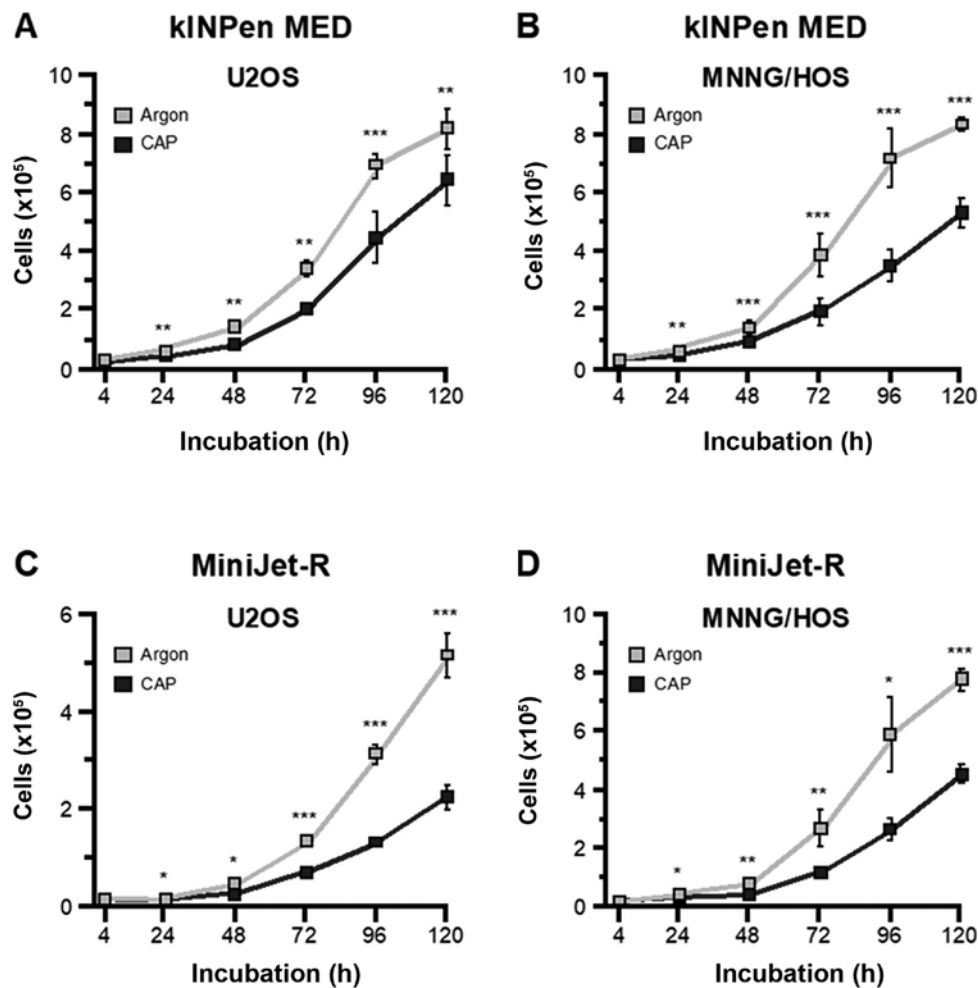 A kINPen MED
U2OS
Cells (x10⁵)
10
8
6
4
2
0
Argon
CAP
** ** ** *** **
4 24 48 72 96 120
Incubation (h)
B kINPen MED
MNNG/HOS
Cells (x10⁵)
10
8
6
4
2
0
Argon
CAP
** *** *** *** ***
4 24 48 72 96 120
Incubation (h)
C MiniJet-R
U2OS
Cells (x10⁵)
6
4
2
0
Argon
CAP
* * *** *** ***
4 24 48 72 96 120
Incubation (h)
D MiniJet-R
MNNG/HOS
Cells (x10⁵)
10
8
6
4
2
0
Argon
CAP
* ** ** * ***
4 24 48 72 96 120
Incubation (h)